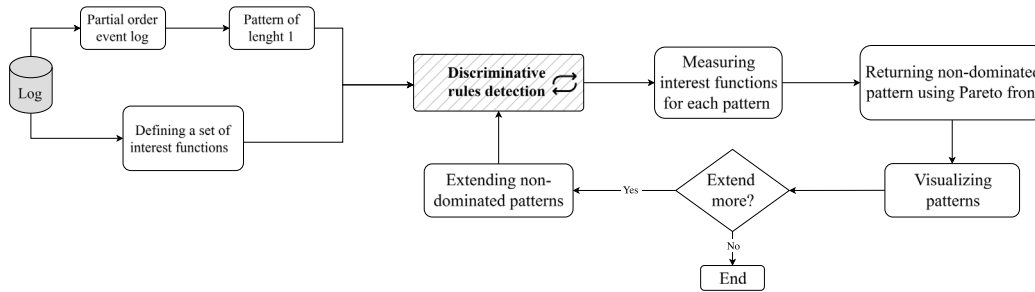 Partial order
event log
Pattern of
lenght 1
Log
Defining a set of
interest functions
Discriminative
rules detection
Measuring
interest functions
for each pattern
Returning non-dominated
pattern using Pareto fron
Extending non-
dominated patterns
Yes
Extend
more?
Visualizing
patterns
No
End